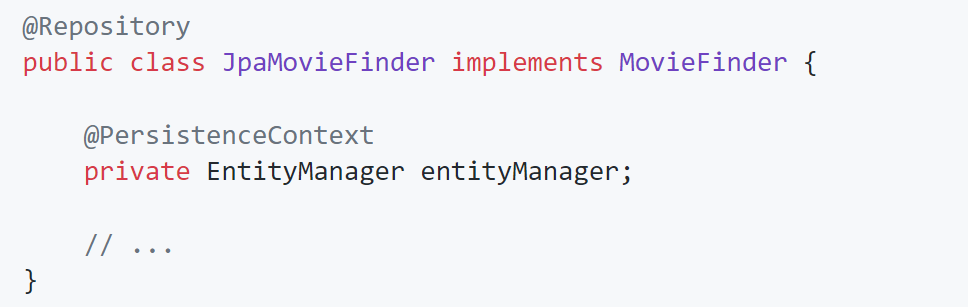 @Repository
public class JpaMovieFinder implements MovieFinder {
@PersistenceContext
private EntityManager entityManager;
// ...
}